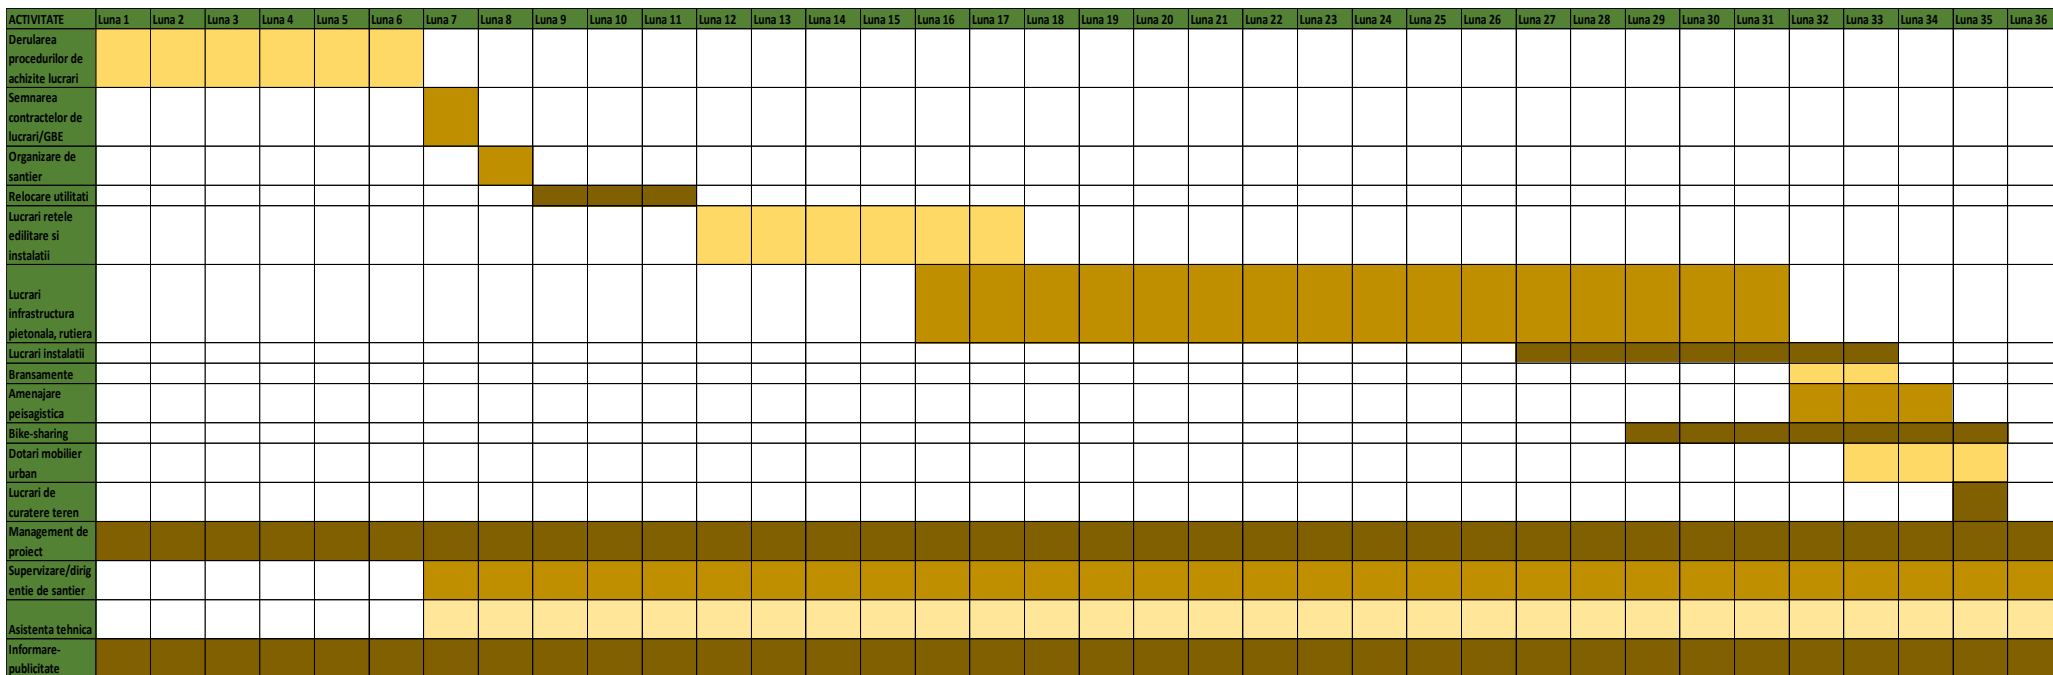 ACTIVITATE Luna 1 Luna 2 Luna 3 Luna 4 Luna 5 Luna 6 Luna 7 Luna 8 Luna 9 Luna 10 Luna 11 Luna 12 Luna 13 Luna 14 Luna 15 Luna 16 Luna 17 Luna 18 Luna 19 Luna 20 Luna 21 Luna 22 Luna 23 Luna 24 Luna 25 Luna 26 Luna 27 Luna 28 Luna 29 Luna 30 Luna 31 Luna 32 Luna 33 Luna 34 Luna 35 Luna 36
Derularea
procedurilor de
achizite lucrari
Semnarea
contractelor de
lucrari/GBE
Organizare de
santier
Relocare utilitati
Lucrari retele
edilitare si
instalatii
Lucrari
infrastructura
pietonala, rutiera
Lucrari instalatii
Bransamente
Amenajare
peisagistica
Bike-sharing
Dotari mobilier
urban
Lucrari de
curatere teren
Management de
proiect
Supervizare/dirig
entie de santier
Asistenta tehnica
Informare-
publicitate